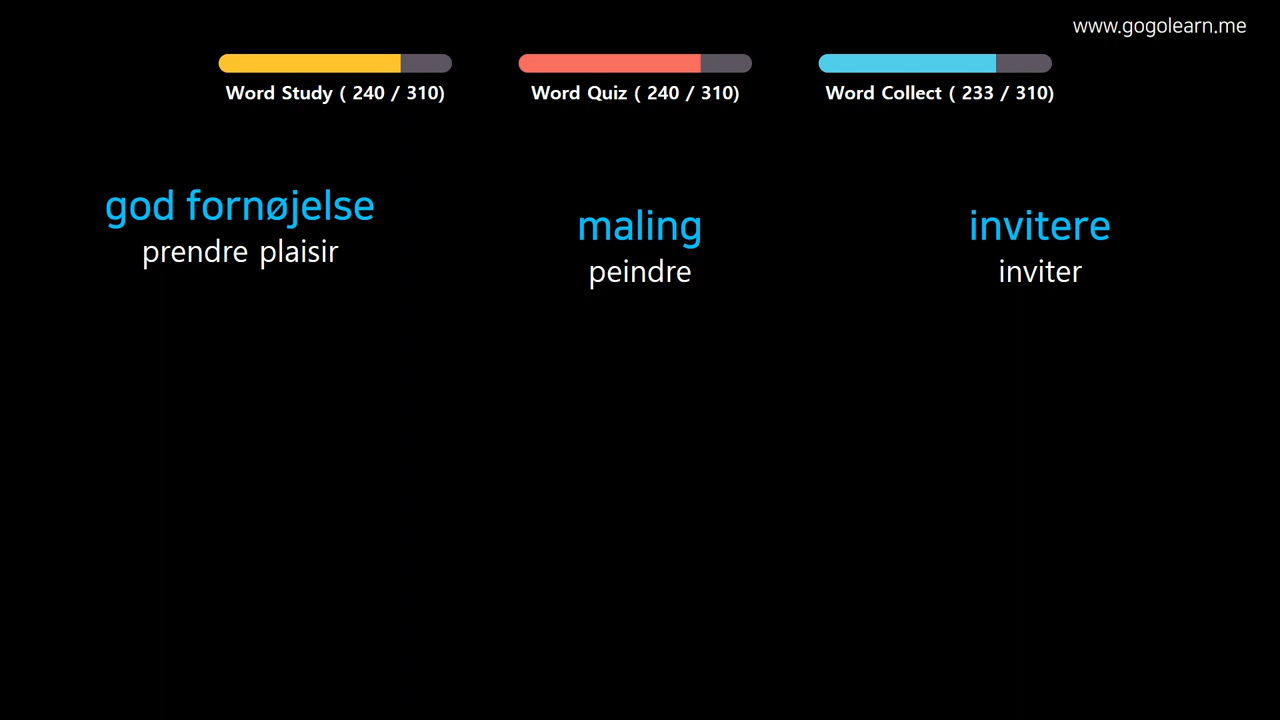 www.gogolearn.me
Word Study ( 240 / 310)
Word Quiz ( 240 / 310)
Word Collect ( 233 / 310)
god fornøjelse
prendre plaisir
maling
peindre
invitere
inviter